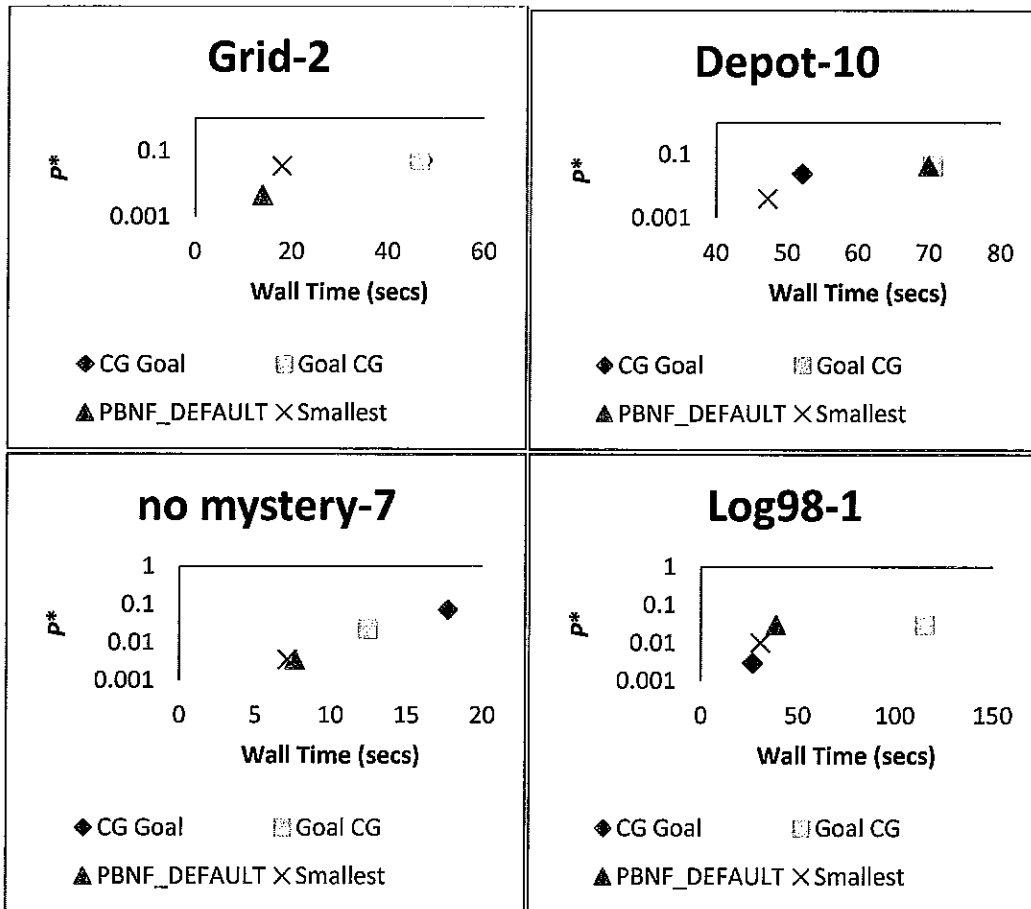 Grid-2
P*
0.1
0.001
0 20 40 60
Wall Time (secs)
CG Goal Goal CG
PBNF_DEFAULT Smallest
Depot-10
P*
0.1
0.001
40 50 60 70 80
Wall Time (secs)
CG Goal Goal CG
PBNF_DEFAULT Smallest
no mystery-7
P*
1
0.1
0.01
0.001
0 5 10 15 20
Wall Time (secs)
CG Goal Goal CG
PBNF_DEFAULT Smallest
Log98-1
P*
1
0.1
0.01
0.001
0 50 100 150
Wall Time (secs)
CG Goal Goal CG
PBNF_DEFAULT Smallest